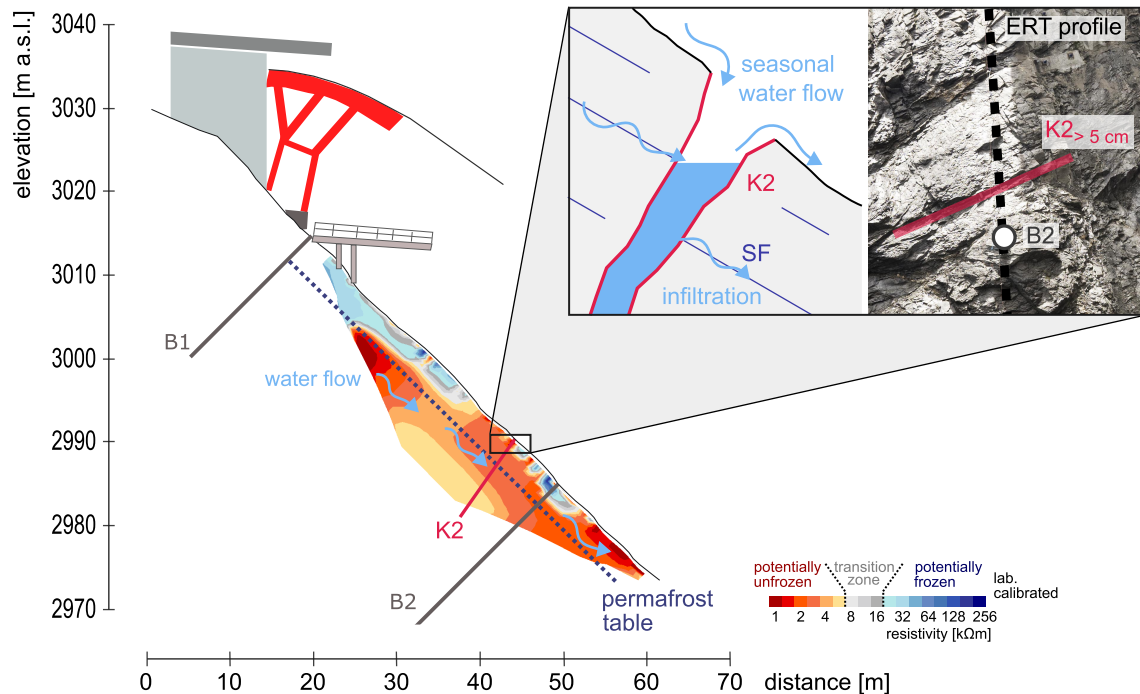 elevation [m a.s.l.]
3040
3030
3020
3010
3000
2990
2980
2970
B1
water flow
K2
B2
permafrost
table
seasonal
water flow
K2
SF
infiltration
ERT profile
K2> 5 cm
B2
potentially
unfrozen
transition
zone
potentially
frozen
lab.
calibrated
1 2 4 8 16 32 64 128 256
resistivity [kΩm]
0 10 20 30 40 50 60 70 distance [m]